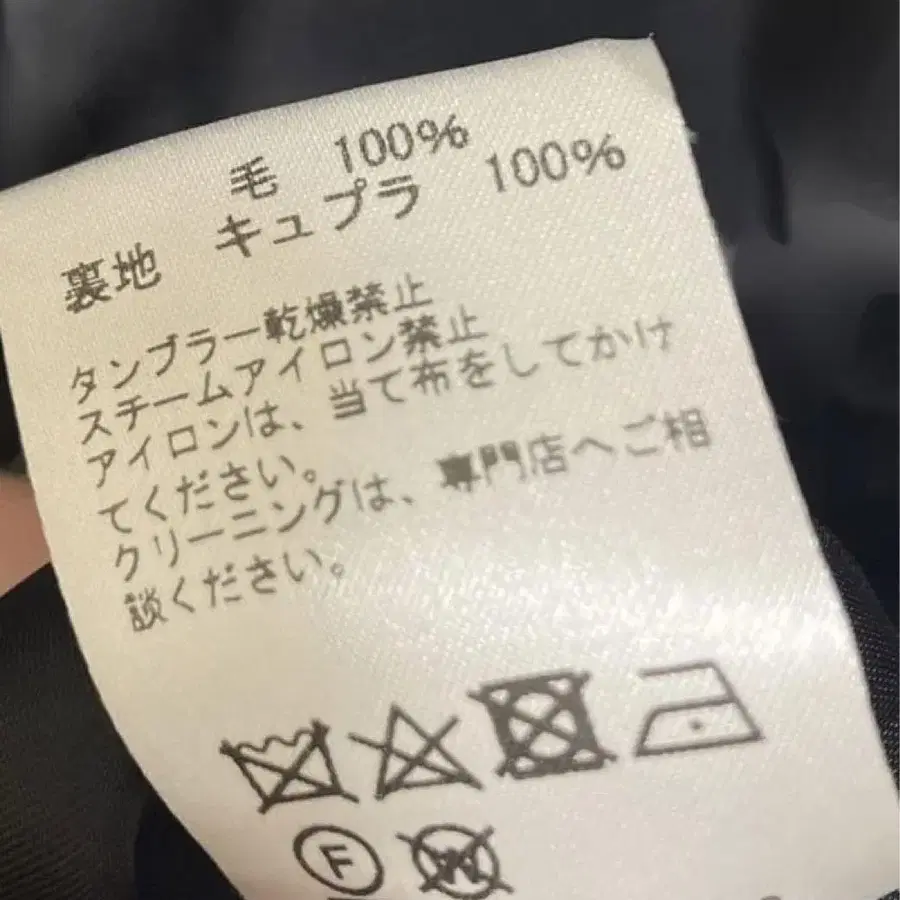 毛 100%
裏地 キュプラ 100%
タンブラー乾燥禁止
スチームアイロン禁止
アイロンは、当て布をしてかけ
てください。
クリーニングは、専門店へご相
談ください。
F
W